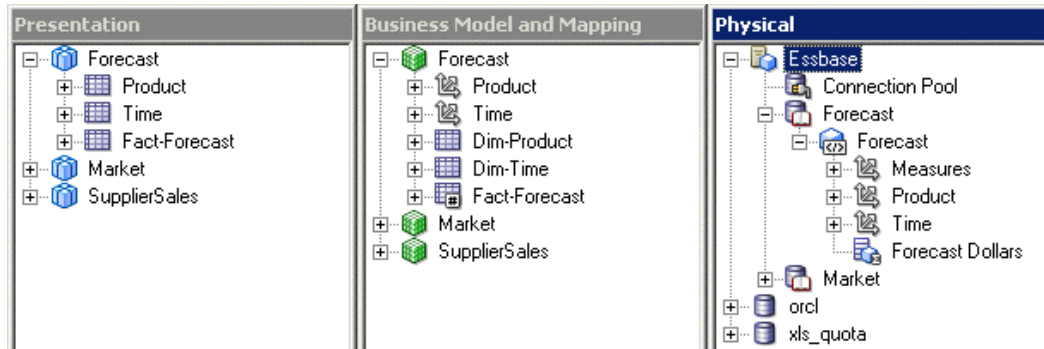 Presentation
Forecast
Product
Time
Fact-Forecast
Market
SupplierSales
Business Model and Mapping
Forecast
Product
Time
Dim-Product
Dim-Time
Fact-Forecast
Market
SupplierSales
Physical
Essbase
Connection Pool
Forecast
Forecast
Measures
Product
Time
Forecast Dollars
Market
orcl
xls_quota